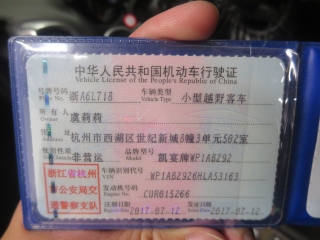 中华人民共和国机动车行驶证
Vehicle License of the People's Republic of China
号牌号码 浙A6L718 车辆类型 小型越野客车
Plate No. Vehicle Type
所有人 虞莉莉
Owner
住址 杭州市西湖区世纪新城8幢3单元502室
使用性质 非营运 品牌型号 凯宴牌WP1AB292
Model
浙江省杭州 车辆识别代号 WP1AB2926HLA53163
VIN
市公安局交 发动机号码 CUR015266
Engine No.
通警察支队 注册日期 2017-07-12 发证日期 2017-07-12
Register Date Issue Date